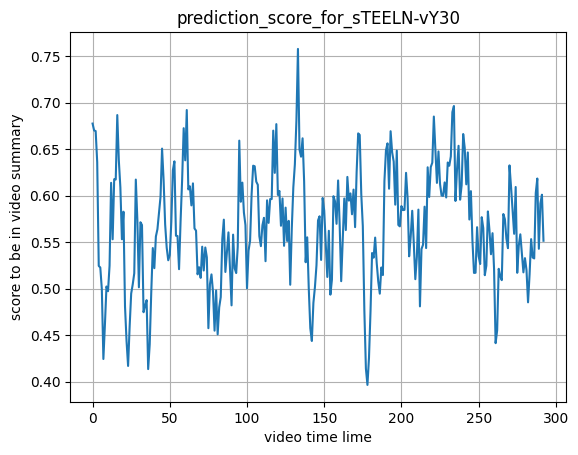 prediction_score_for_sTEELN-vY30
score to be in video summary
0.75
0.70
0.65
0.60
0.55
0.50
0.45
0.40
0 50 100 150 200 250 300
video time lime